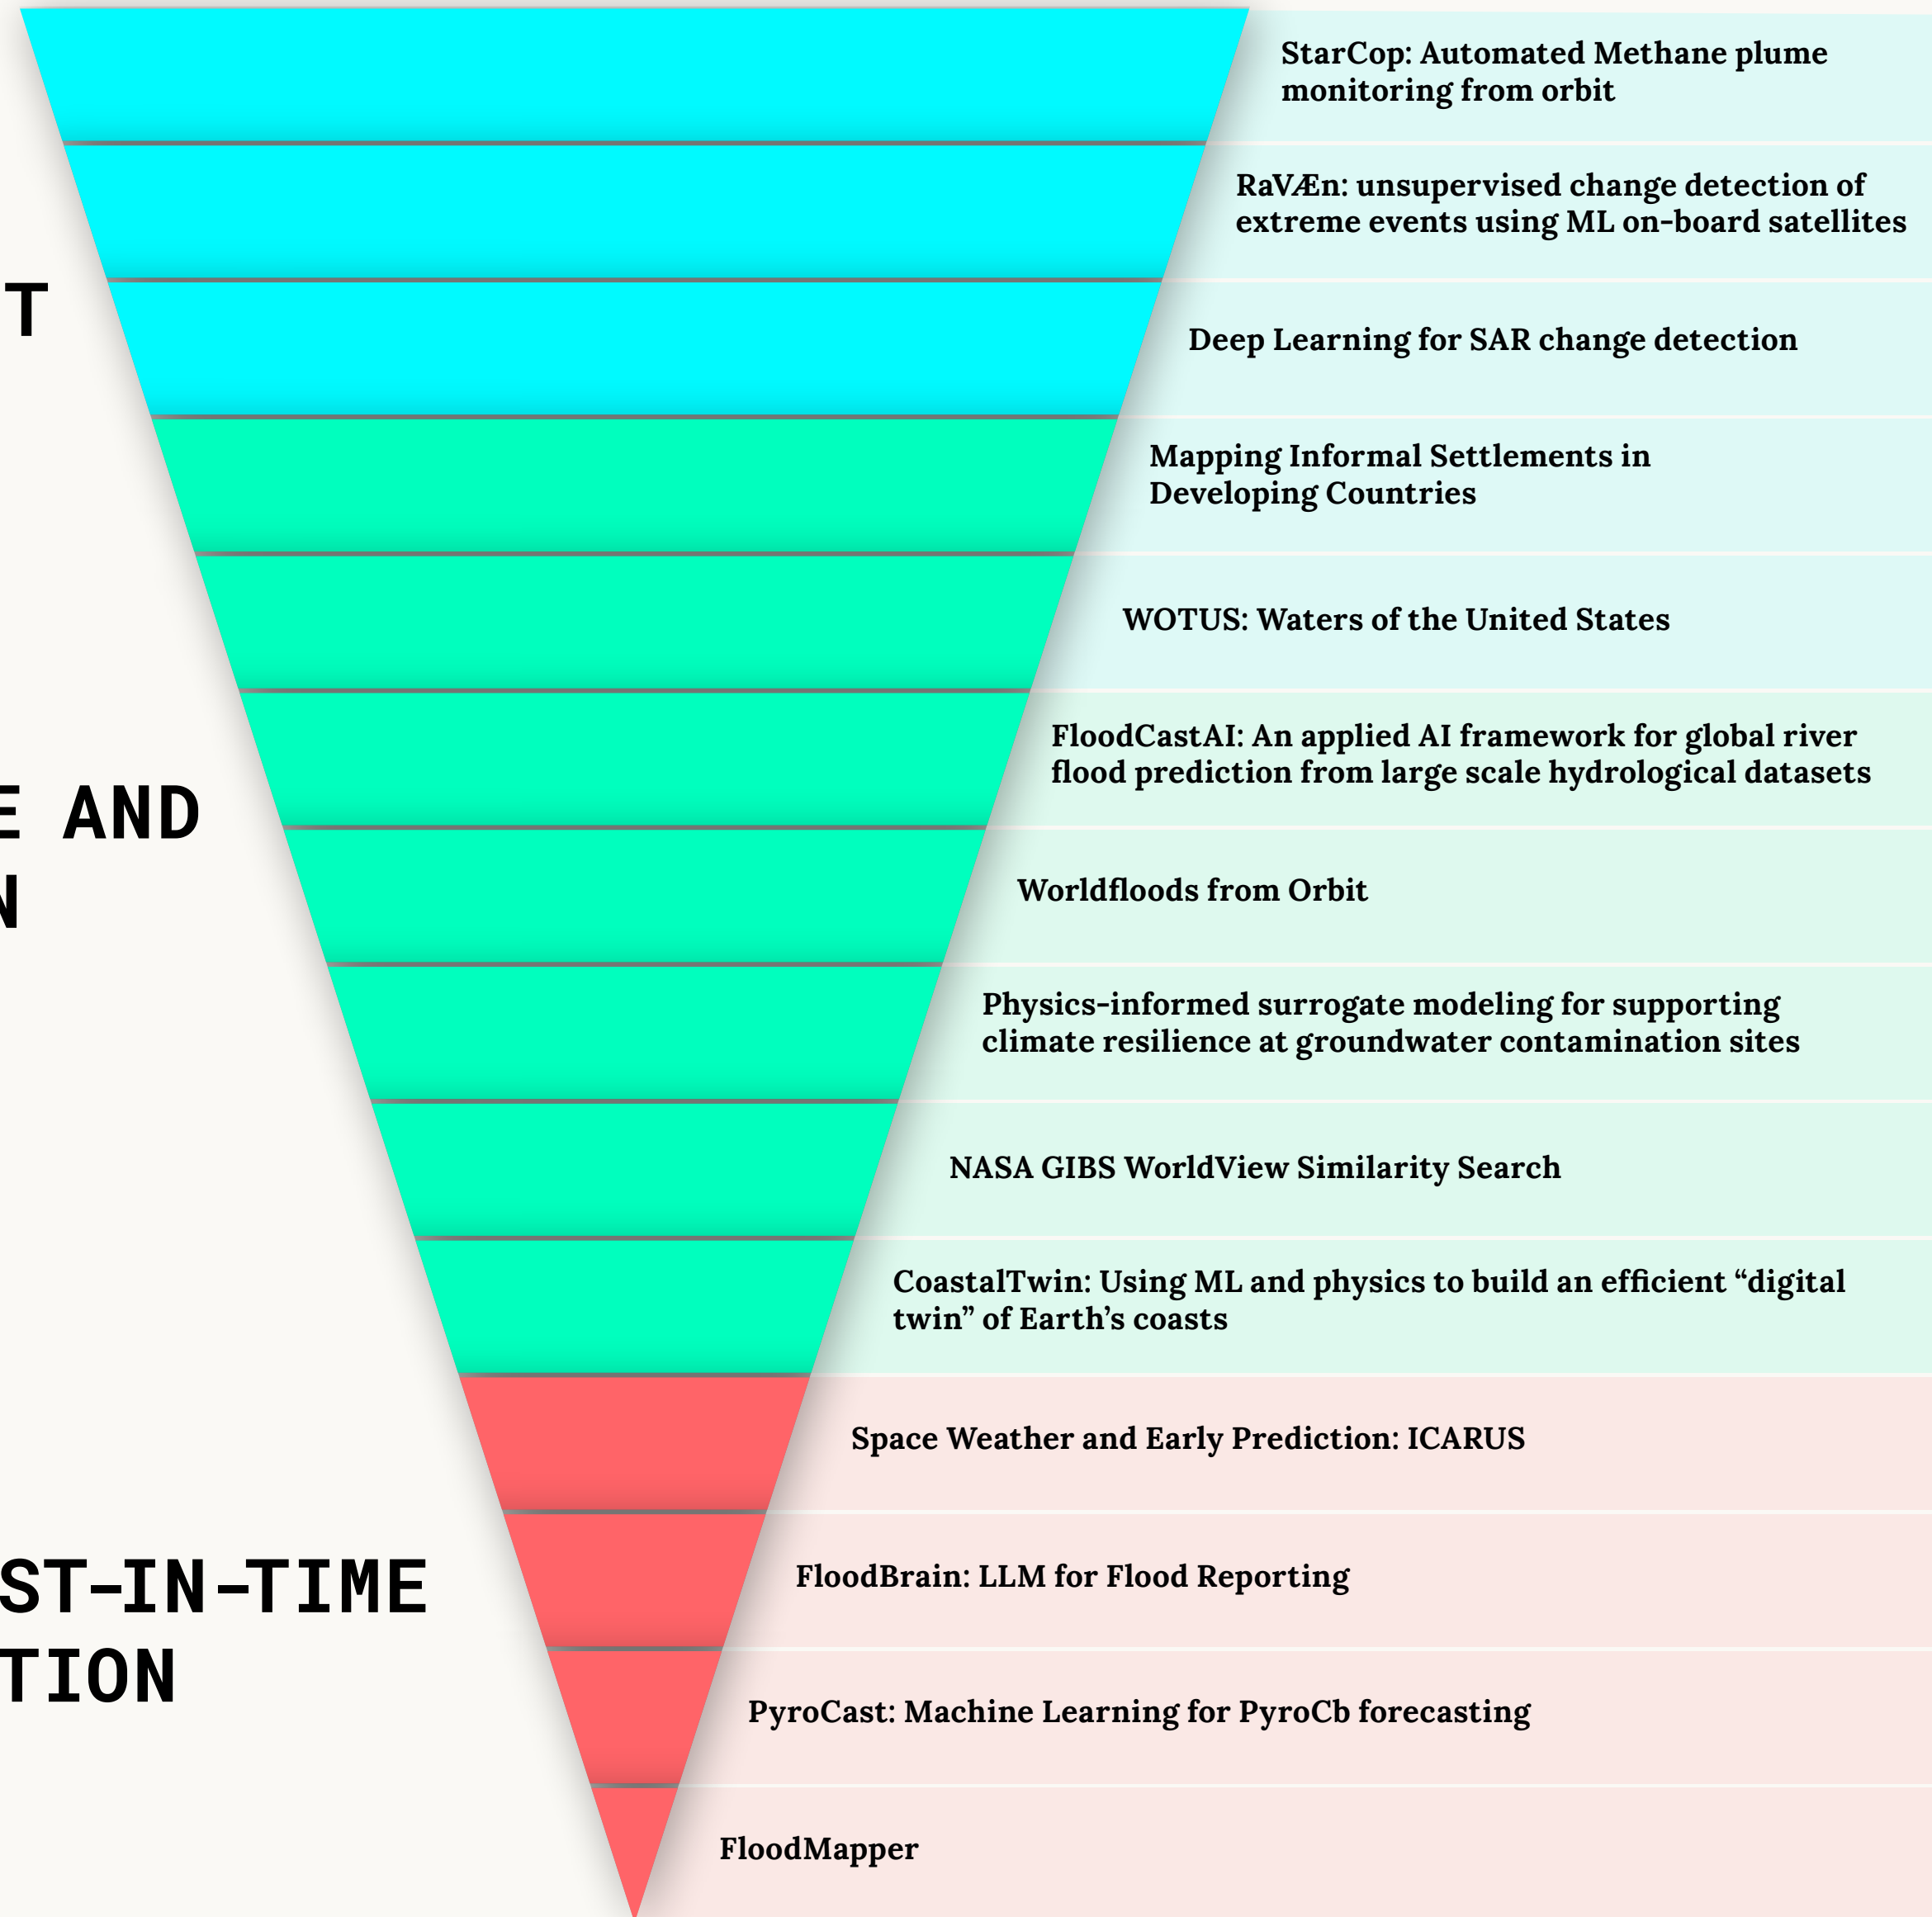 StarCop: Automated Methane plume
monitoring from orbit
RaVÆn: unsupervised change detection of
extreme events using ML on-board satellites
T
Deep Learning for SAR change detection
Mapping Informal Settlements in
Developing Countries
WOTUS: Waters of the United States
FloodCastAI: An applied AI framework for global river
flood prediction from large scale hydrological datasets
E AND
N
Worldfloods from Orbit
Physics-informed surrogate modeling for supporting
climate resilience at groundwater contamination sites
NASA GIBS WorldView Similarity Search
CoastalTwin: Using ML and physics to build an efficient “digital
twin” of Earth’s coasts
Space Weather and Early Prediction: ICARUS
ST-IN-TIME
TION
FloodBrain: LLM for Flood Reporting
PyroCast: Machine Learning for PyroCb forecasting
FloodMapper